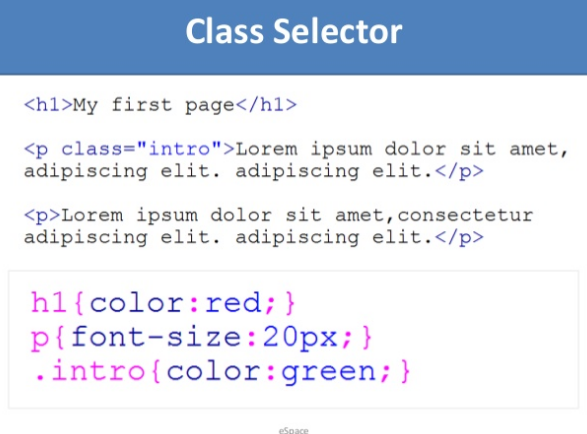 Class Selector
<h1>My first page</h1>
<p class="intro">Lorem ipsum dolor sit amet,
adipiscing elit. adipiscing elit.</p>
<p>Lorem ipsum dolor sit amet,consectetur
adipiscing elit. adipiscing elit.</p>
h1{color:red;}
p{font-size:20px;}
.intro{color:green;}
eSpace